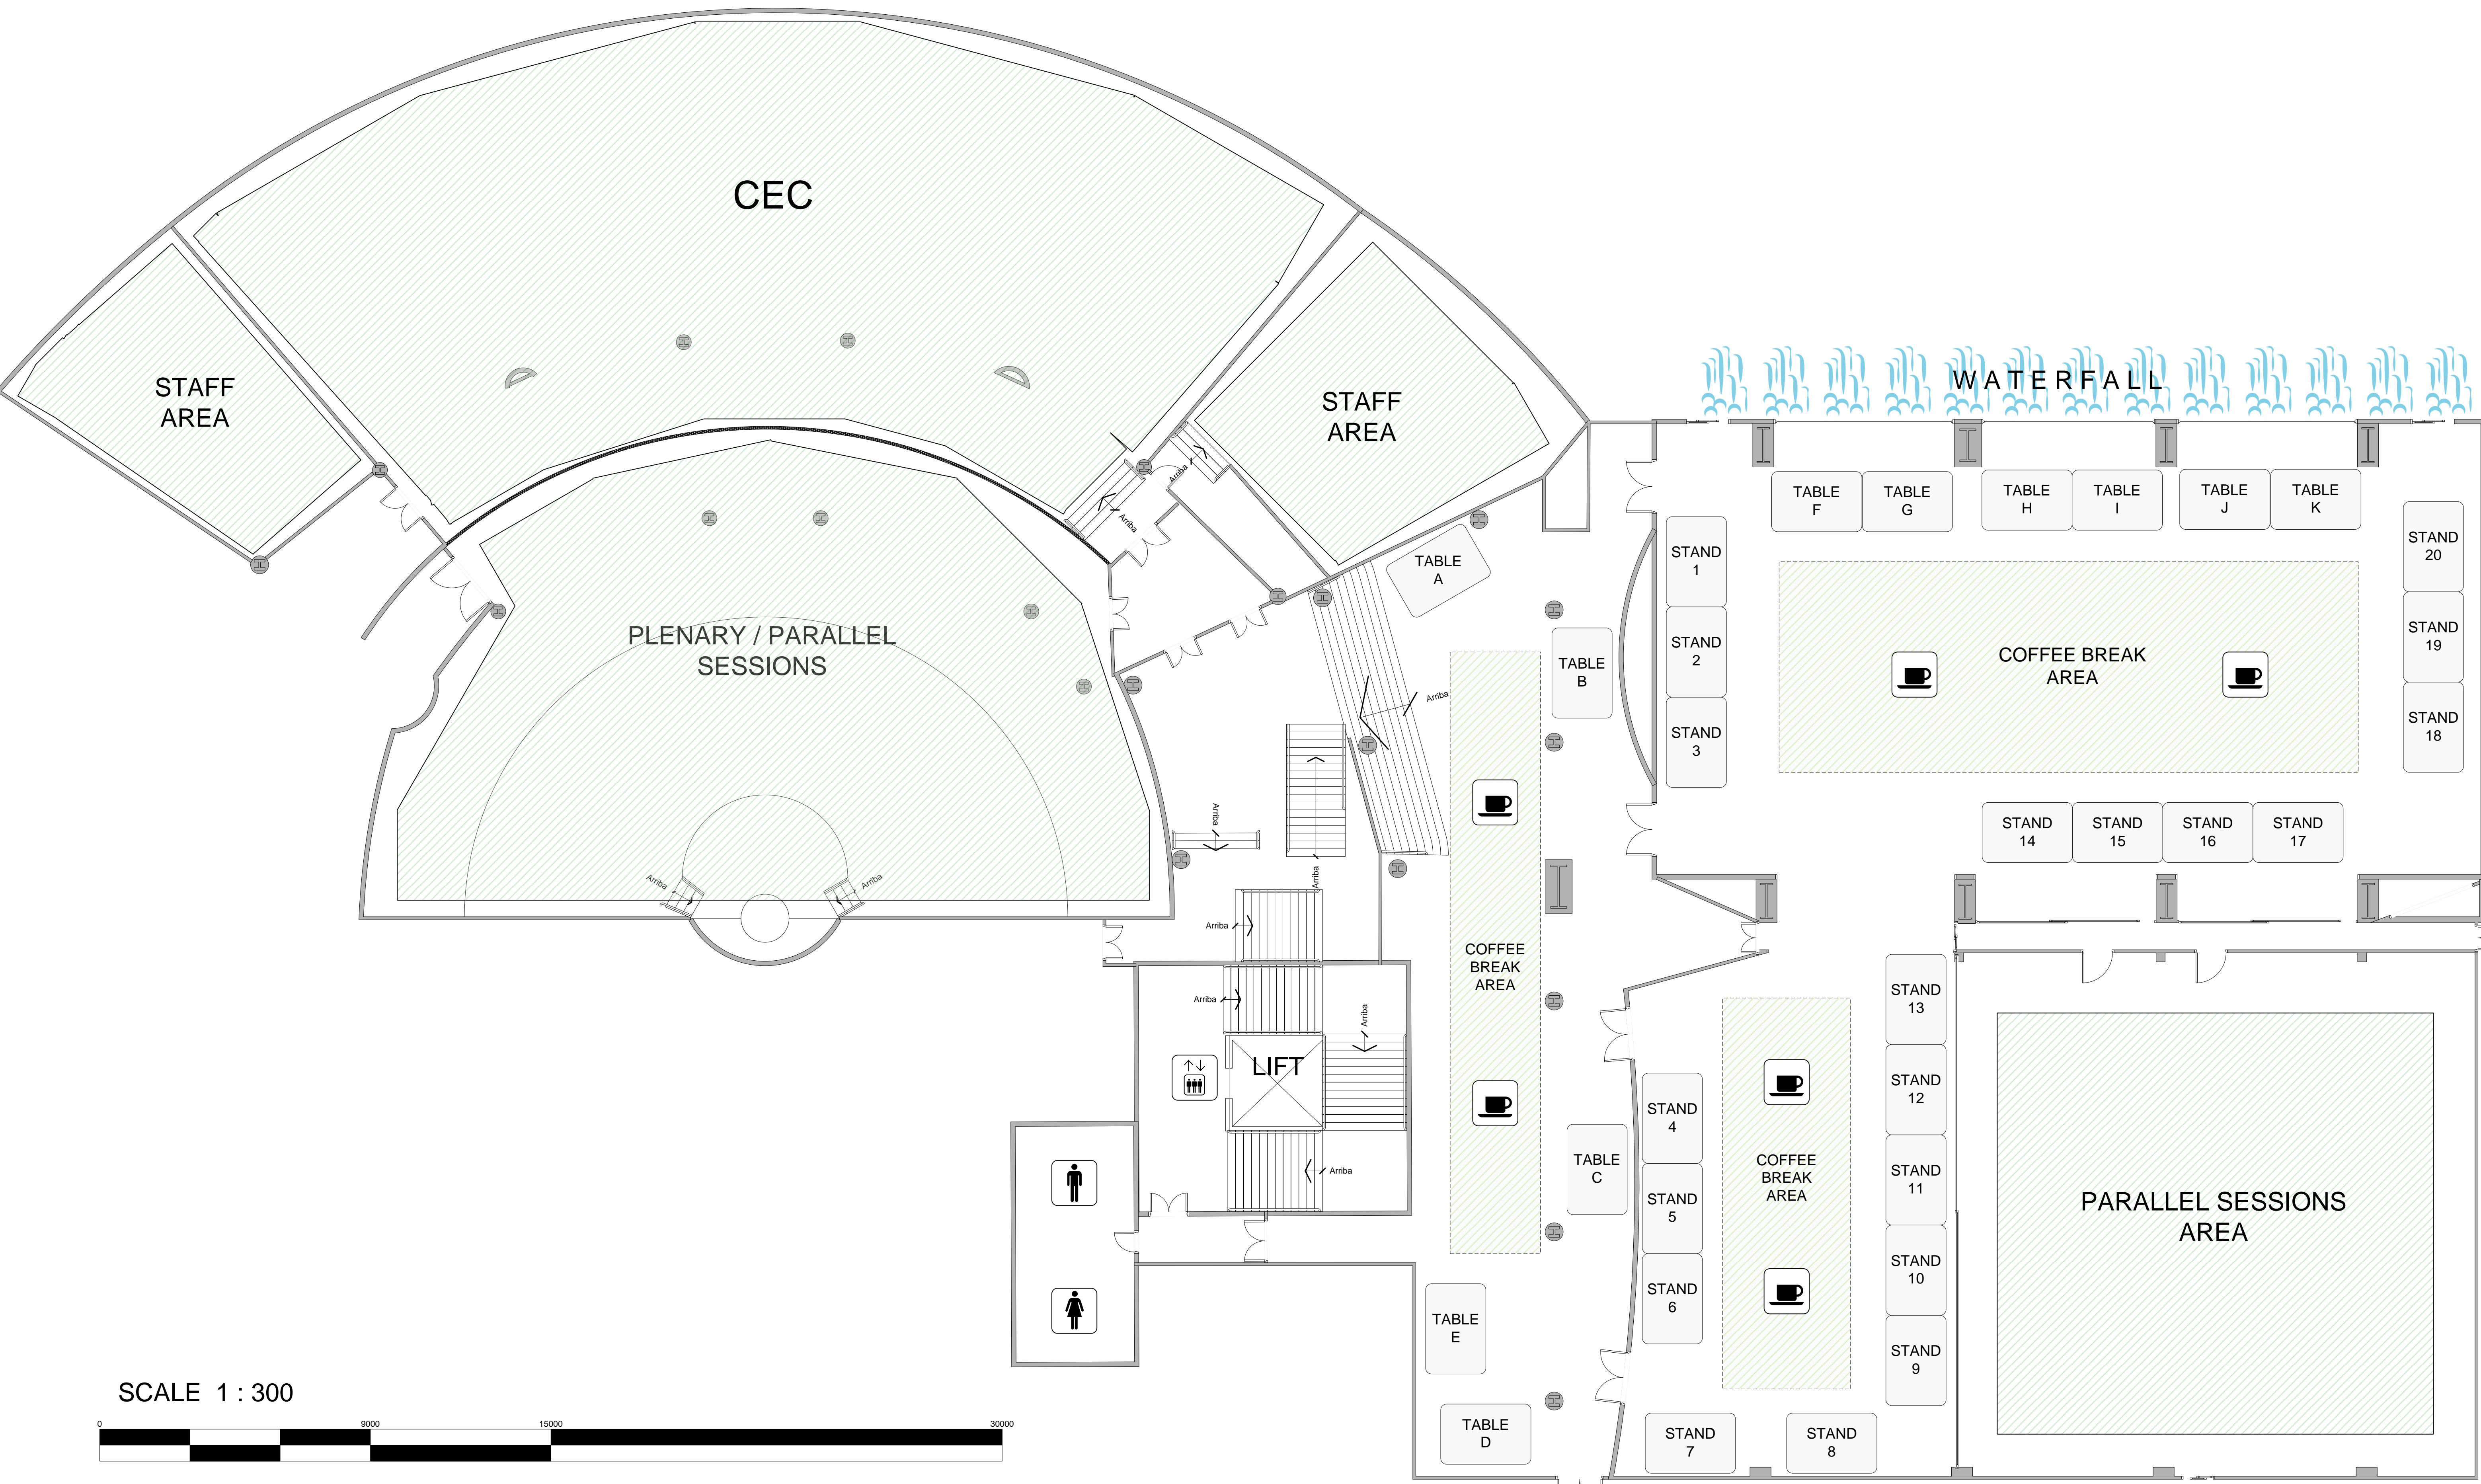 CEC
STAFF
AREA
STAFF
AREA
WATERFALL
PLENARY / PARALLEL
SESSIONS
Arriba
Arriba
Arriba
Arriba
Arriba
Arriba
Arriba
Arriba
Arriba
Arriba
Arriba
TABLE
A
TABLE
B
TABLE
C
TABLE
D
TABLE
E
TABLE
F
TABLE
G
TABLE
H
TABLE
I
TABLE
J
TABLE
K
STAND
1
STAND
2
STAND
3
COFFEE BREAK
AREA
STAND
20
STAND
19
STAND
18
STAND
14
STAND
15
STAND
16
STAND
17
COFFEE
BREAK
AREA
LIFT
STAND
4
STAND
5
STAND
6
STAND
7
STAND
8
COFFEE
BREAK
AREA
STAND
13
STAND
12
STAND
11
STAND
10
STAND
9
PARALLEL SESSIONS
AREA
SCALE 1 : 300
0 9000 15000 30000